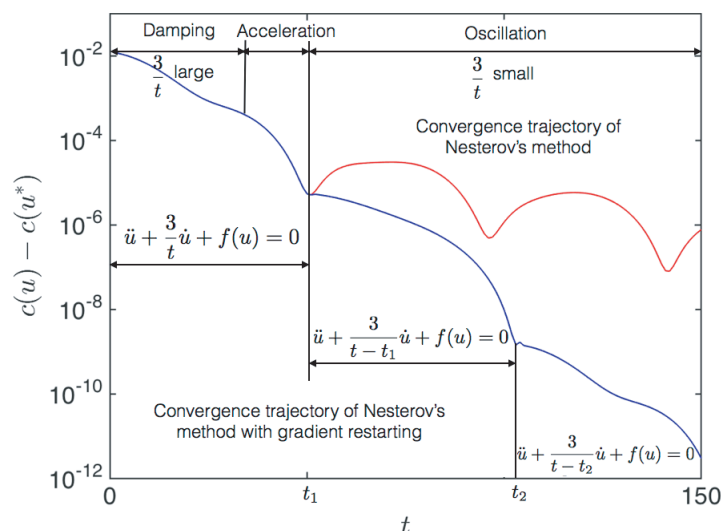 Damping
Acceleration
Oscillation
3/t large
3/t small
Convergence trajectory of
Nesterov's method
ü + 3/t u̇ + f(u) = 0
ü + 3/(t − t₁) u̇ + f(u) = 0
Convergence trajectory of Nesterov's
method with gradient restarting
ü + 3/(t − t₂) u̇ + f(u) = 0
c(u) − c(u*)
10⁻²
10⁻⁴
10⁻⁶
10⁻⁸
10⁻¹⁰
10⁻¹²
0
t₁
t₂
150
t